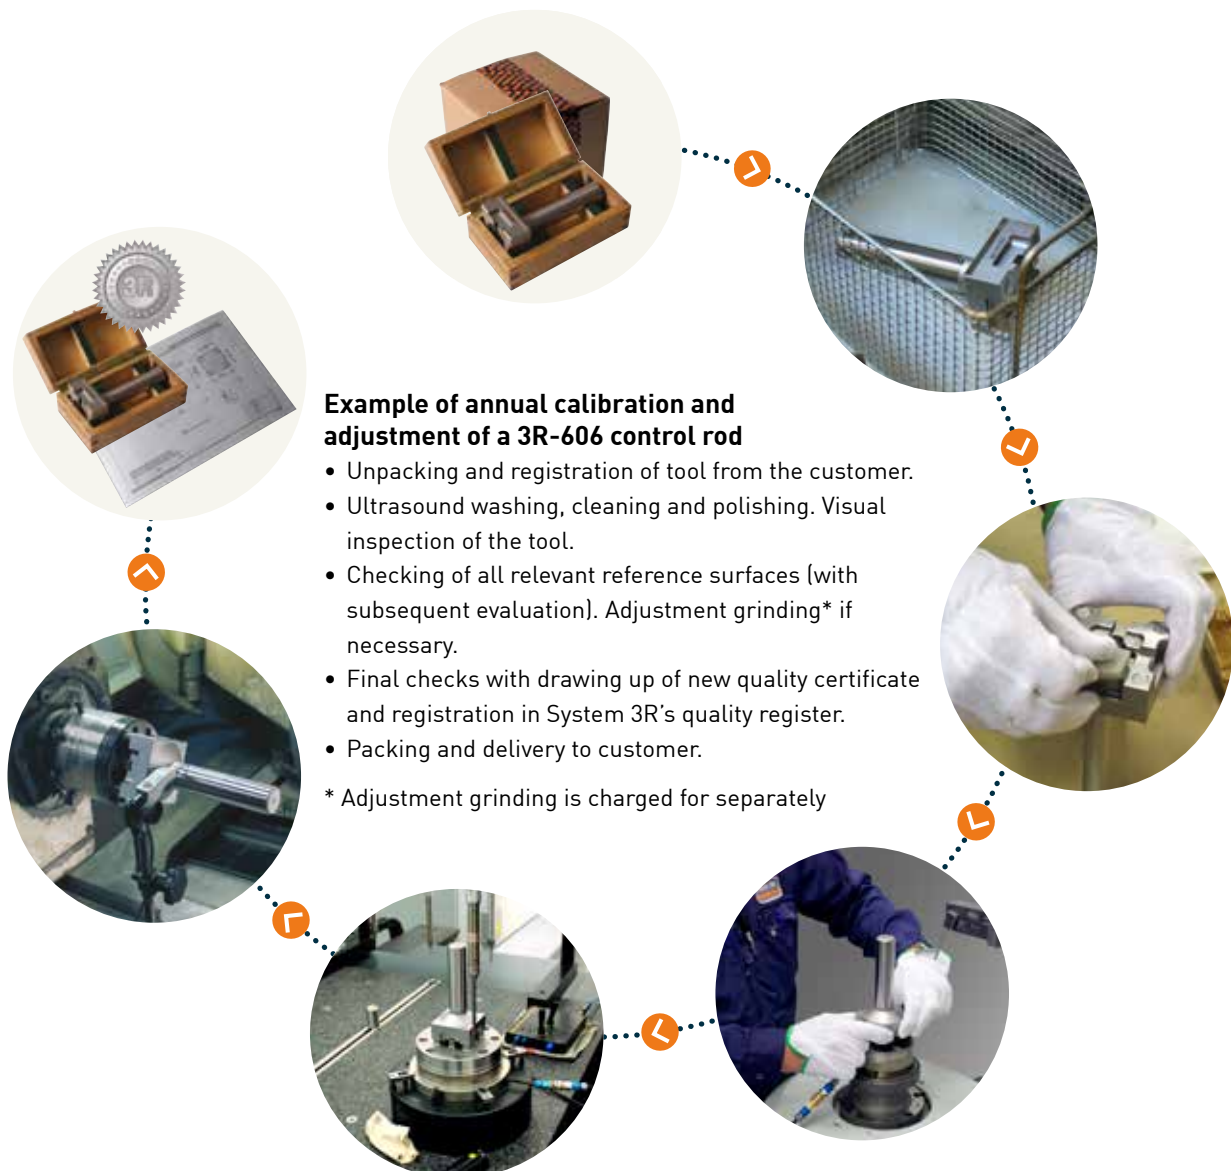 3R
Example of annual calibration and
adjustment of a 3R-606 control rod
• Unpacking and registration of tool from the customer.
• Ultrasound washing, cleaning and polishing. Visual
inspection of the tool.
• Checking of all relevant reference surfaces (with
subsequent evaluation). Adjustment grinding* if
necessary.
• Final checks with drawing up of new quality certificate
and registration in System 3R’s quality register.
• Packing and delivery to customer.
* Adjustment grinding is charged for separately